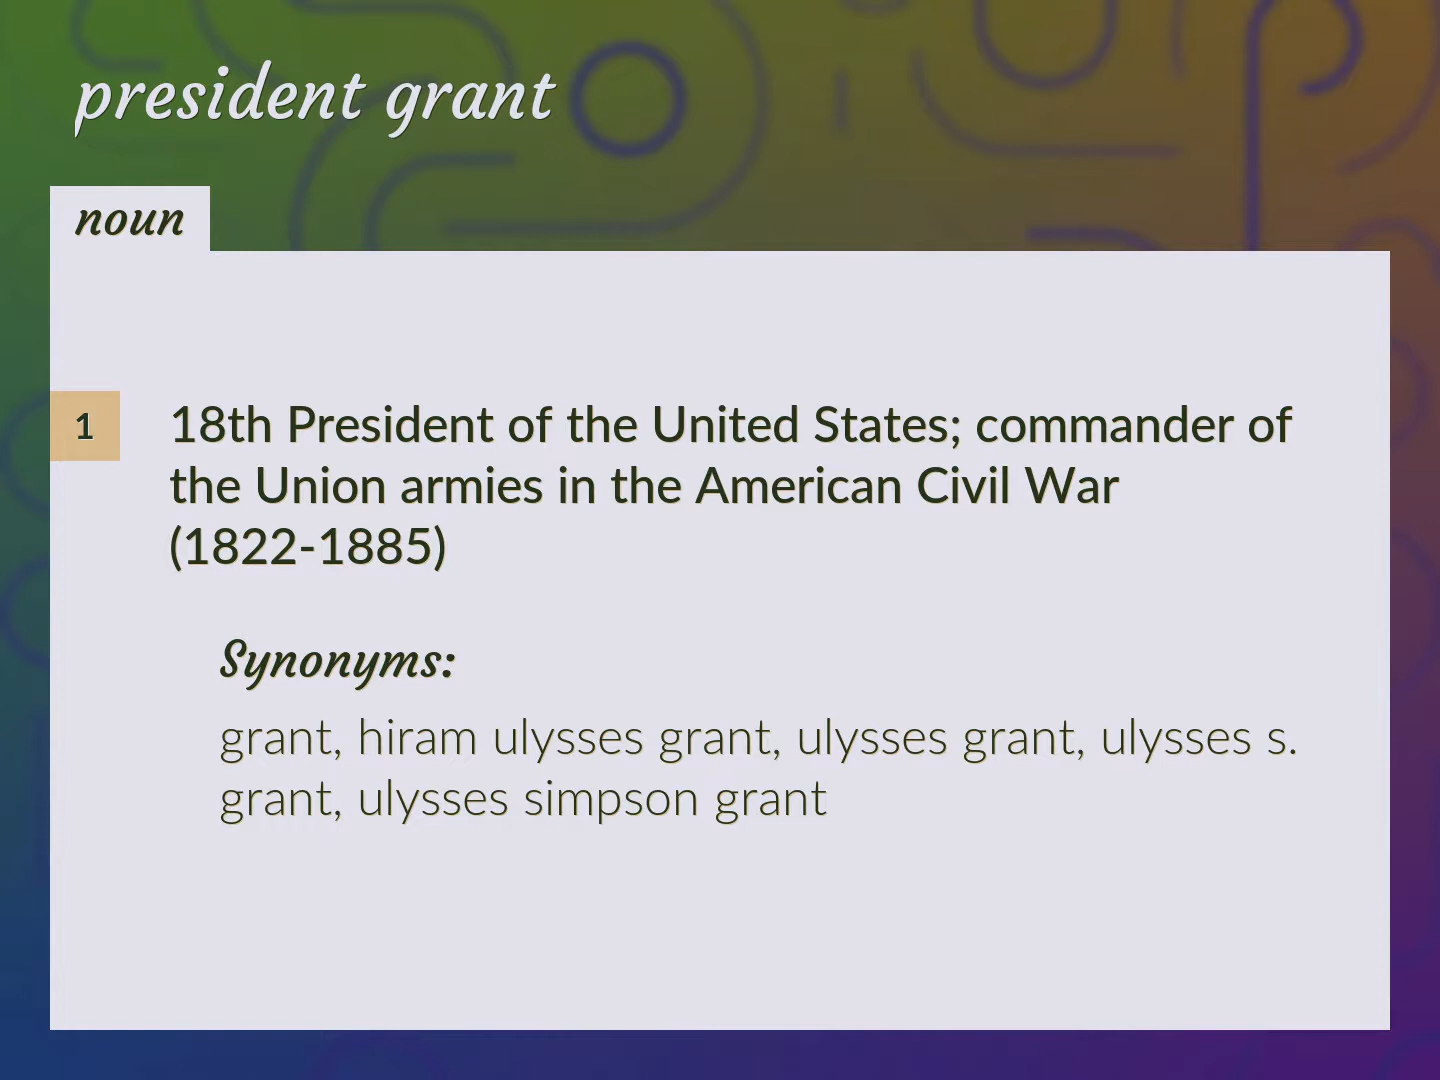 president grant
noun
1
18th President of the United States; commander of
the Union armies in the American Civil War
(1822-1885)
Synonyms:
grant, hiram ulysses grant, ulysses grant, ulysses s.
grant, ulysses simpson grant